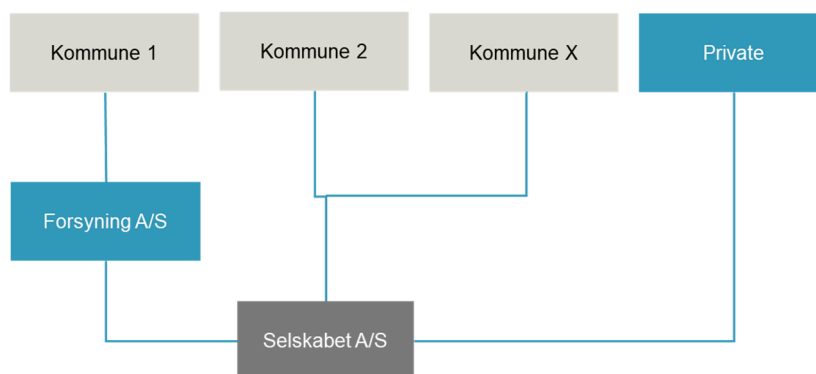 Kommune 1
Kommune 2
Kommune X
Private
Forsyning A/S
Selskabet A/S